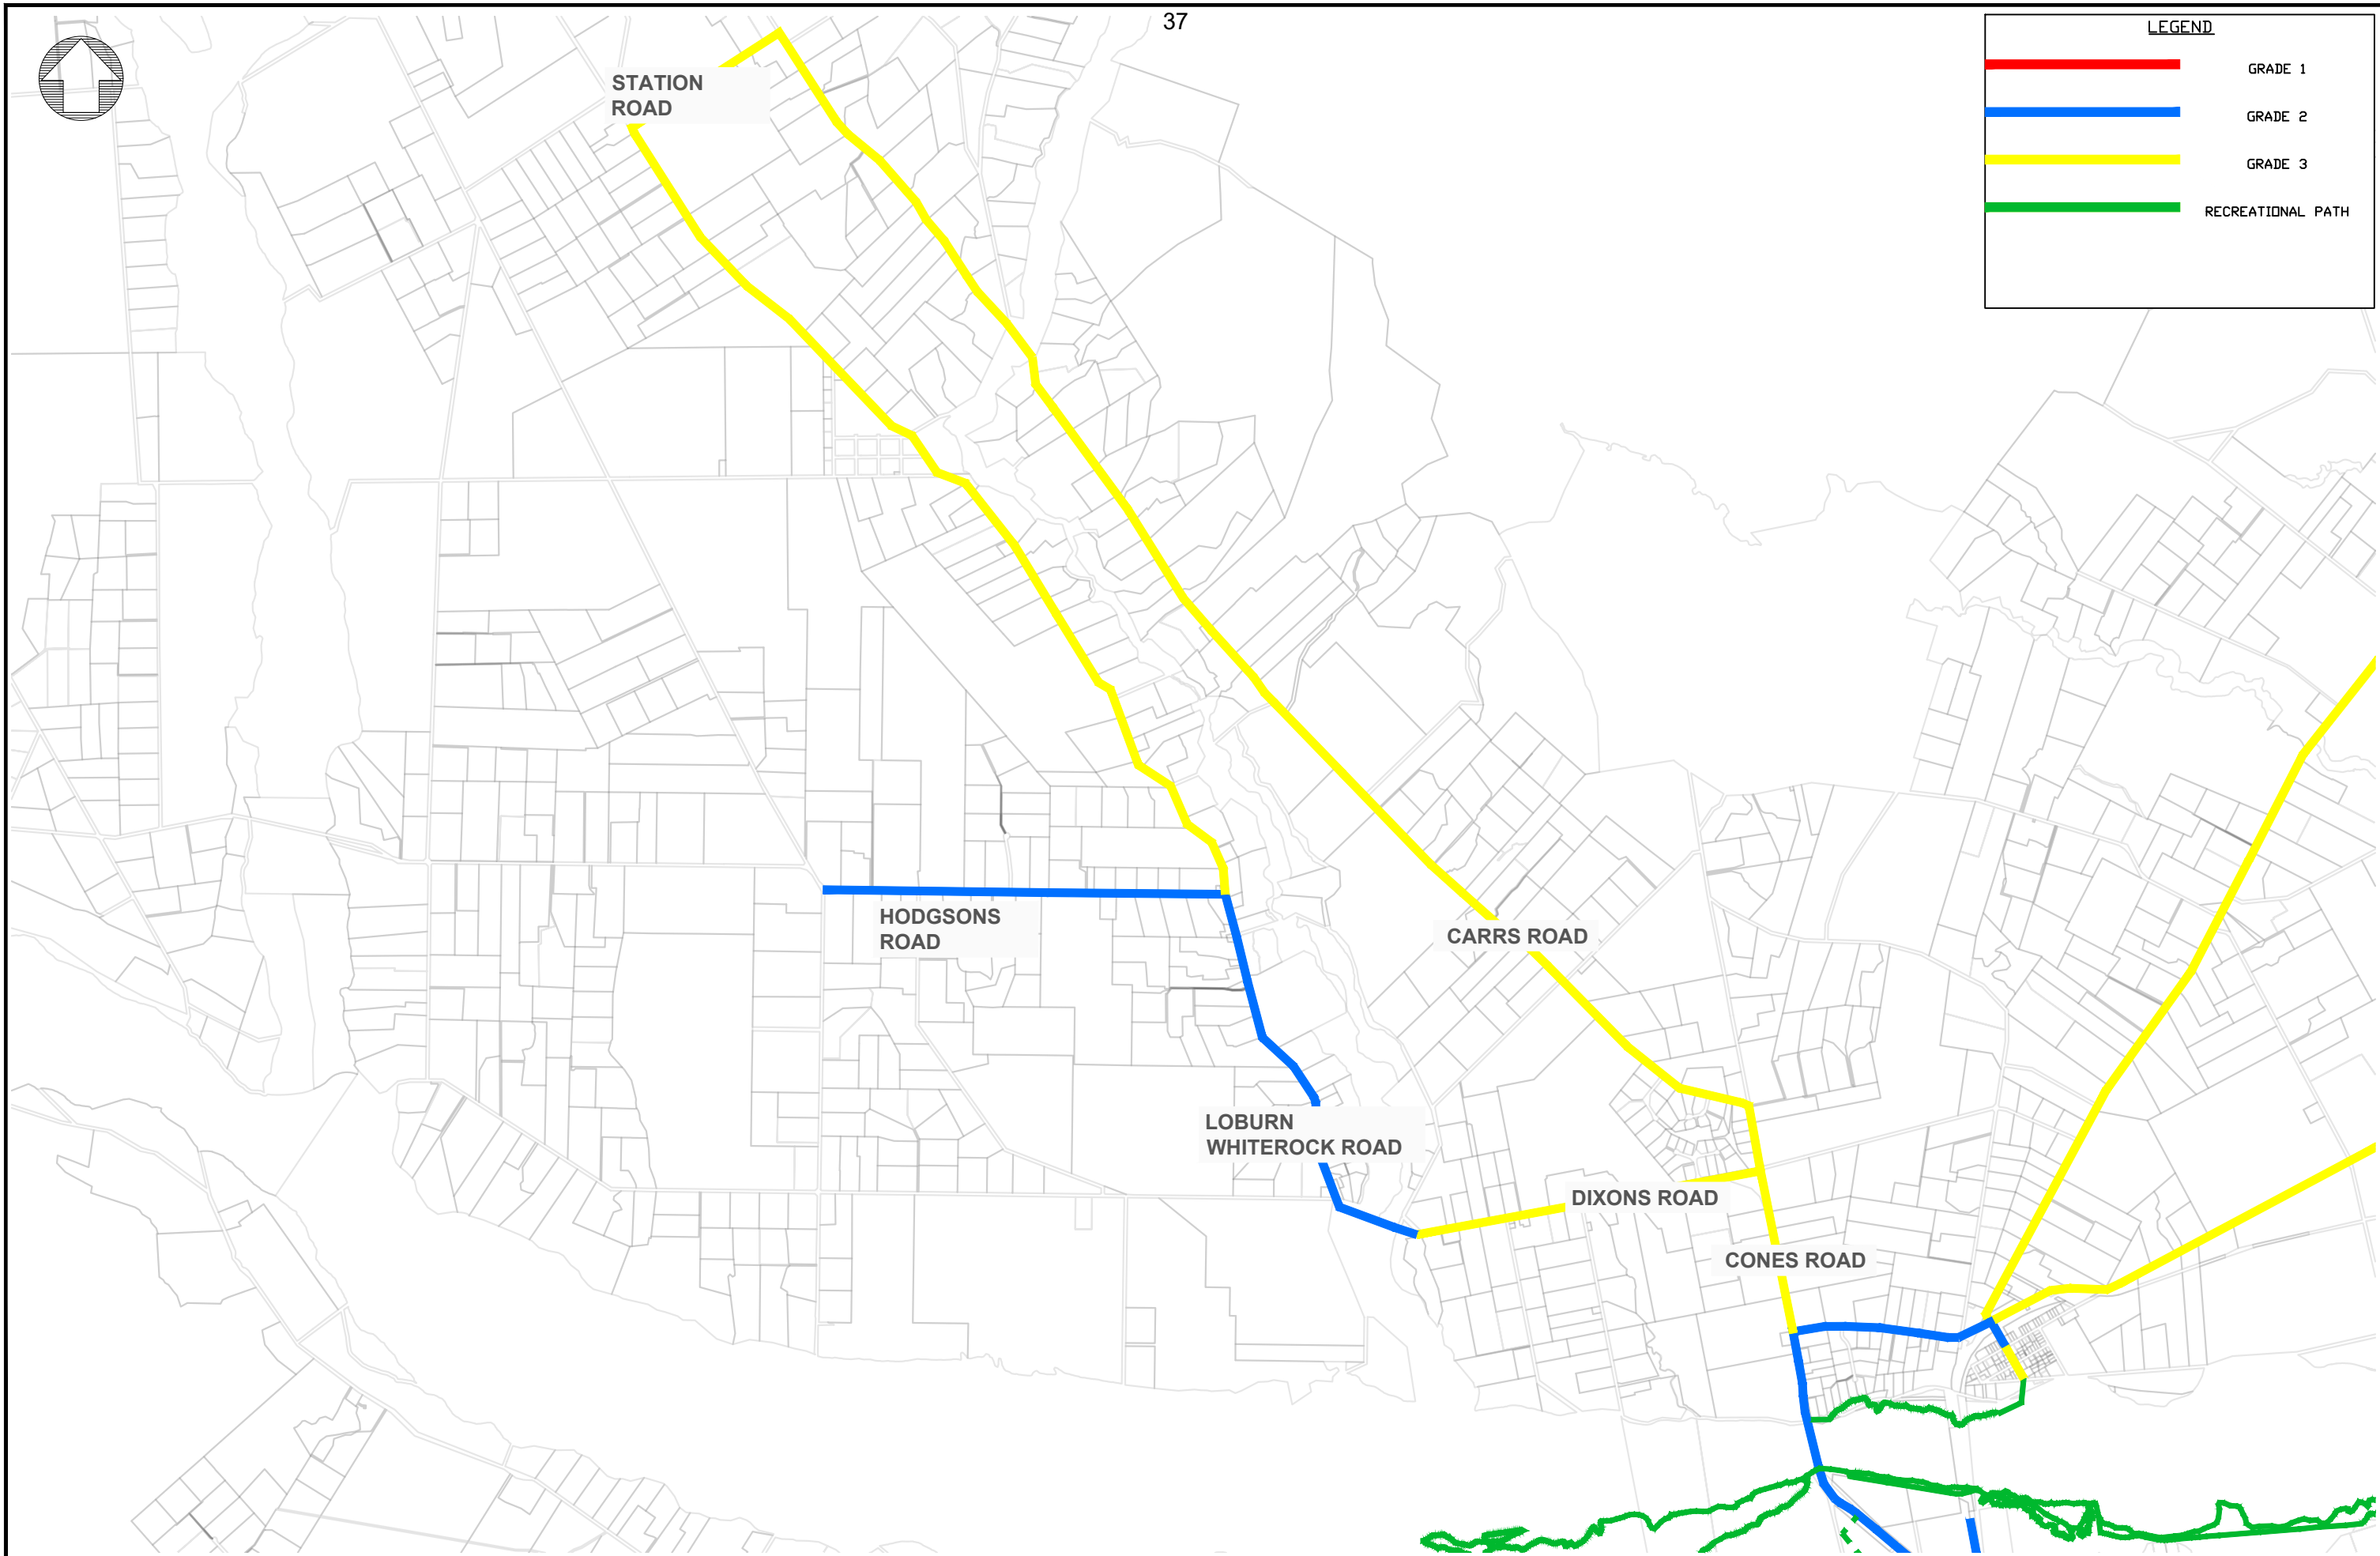 37
LEGEND
GRADE 1
GRADE 2
GRADE 3
RECREATIONAL PATH
STATION
ROAD
HODGSONS
ROAD
CARRS ROAD
LOBURN
WHITEROCK ROAD
DIXONS ROAD
CONES ROAD